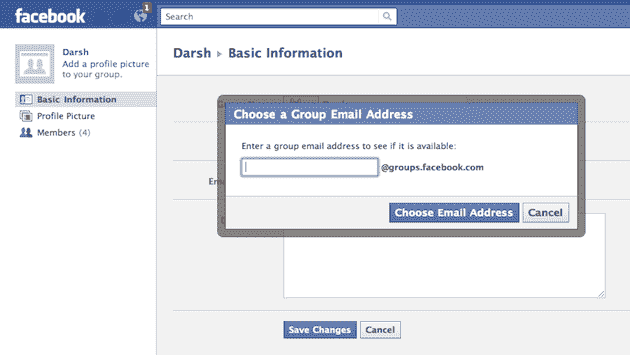 facebook
1
Search
Darsh
Add a profile picture
to your group.
Basic Information
Profile Picture
Members (4)
Darsh ▸ Basic Information
Choose a Group Email Address
Enter a group email address to see if it is available:
@groups.facebook.com
Choose Email Address
Cancel
Em
Save Changes
Cancel